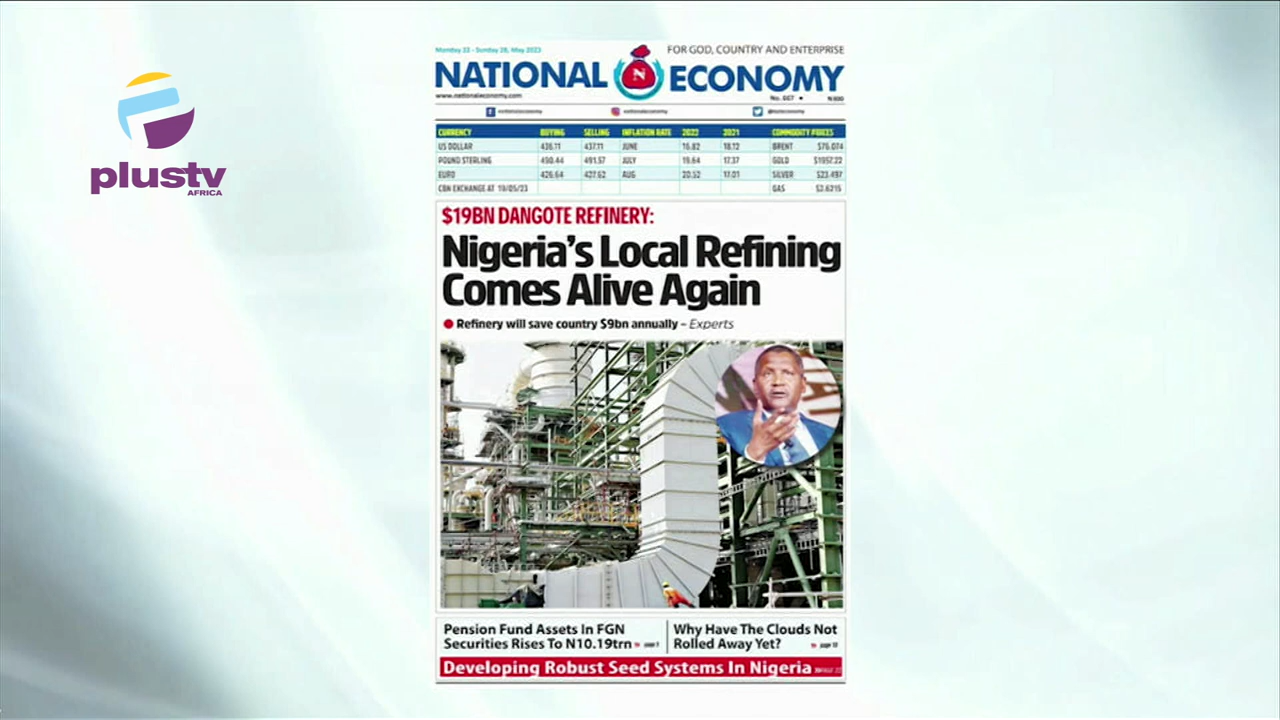 plustv
AFRICA
Monday 22 - Sunday 28, May 2023
FOR GOD, COUNTRY AND ENTERPRISE
NATIONAL N ECONOMY
www.nationaleconomy.com
No. 667
CURRENCY BUYING SELLING INFLATION RATE 2022 2021 COMMODITY PRICES
US DOLLAR 436.11 437.11 JUNE 16.82 18.12 BRENT $76.074
POUND STERLING 490.44 491.57 JULY 19.64 17.37 GOLD $1957.22
EURO 426.64 427.62 AUG 20.52 17.01 SILVER $23.497
CBN EXCHANGE AT 19/05/23 GAS $2.6215
$19BN DANGOTE REFINERY:
Nigeria's Local Refining
Comes Alive Again
Refinery will save country $9bn annually – Experts
Pension Fund Assets In FGN
Securities Rises To N10.19trn
Why Have The Clouds Not
Rolled Away Yet?
Developing Robust Seed Systems In Nigeria